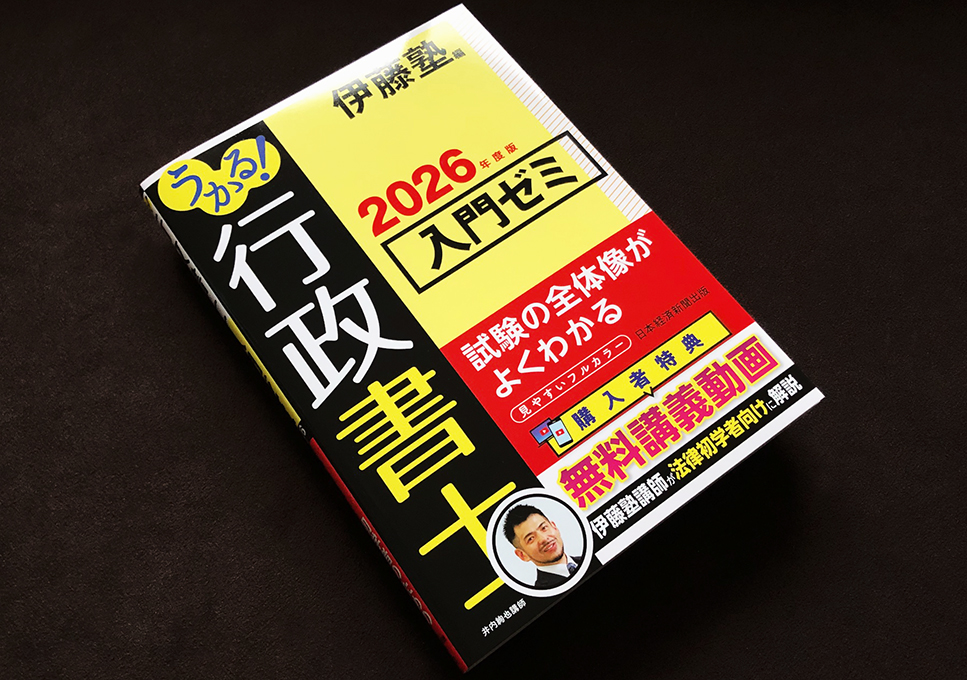 伊藤塾編
うかる!
行政書士
2026年度版
入門ゼミ
試験の全体像が
よくわかる
見やすいフルカラー
日本経済新聞出版
購入者特典
無料講義動画
伊藤塾講師が法律初学者向けに解説
井内絢也講師